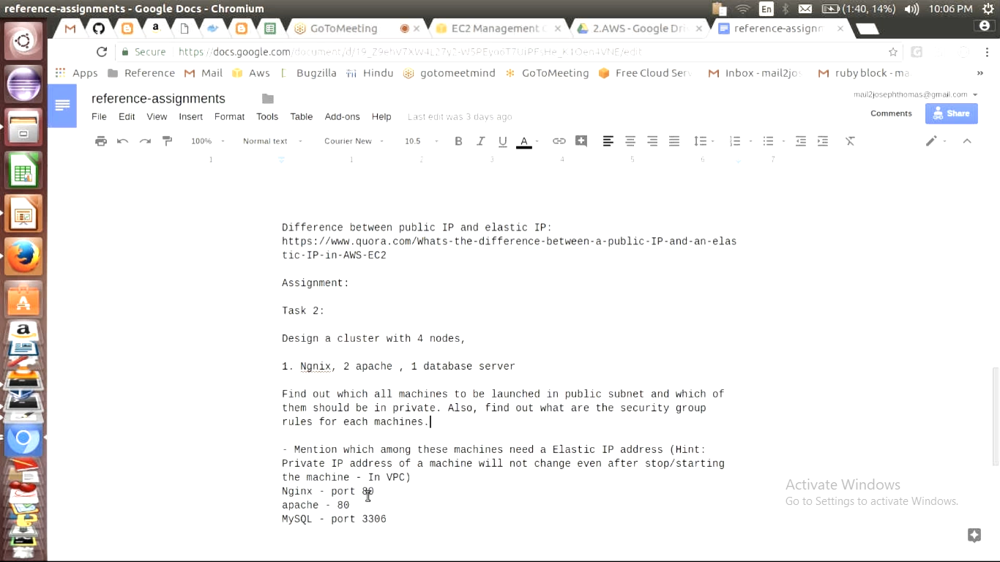 reference-assignments - Google Docs - Chromium
En
(1:40, 14%)
10:06 PM
GoToMeeting
EC2 Management C
2.AWS - Google Dri
reference-assignm
Secure
https://docs.google.com/document/d/
Apps
Reference
Mail
Aws
Bugzilla
Hindu
gotomeetmind
GoToMeeting
Free Cloud Serv
Inbox - mail2jos
ruby block - ma
»
reference-assignments
mail2josephthomas@gmail.com
File Edit View Insert Format Tools Table Add-ons Help
Last edit was 3 days ago
Comments
Share
100%
Normal text
Courier New
10.5
B I U A
1 1 2 3 4 5 6 7
Difference between public IP and elastic IP:
https://www.quora.com/Whats-the-difference-between-a-public-IP-and-an-elas
tic-IP-in-AWS-EC2
Assignment:
Task 2:
Design a cluster with 4 nodes,
1. Ngnix, 2 apache , 1 database server
Find out which all machines to be launched in public subnet and which of
them should be in private. Also, find out what are the security group
rules for each machines.
- Mention which among these machines need a Elastic IP address (Hint:
Private IP address of a machine will not change even after stop/starting
the machine - In VPC)
Nginx - port 80
apache - 80
MySQL - port 3306
Activate Windows
Go to Settings to activate Windows.